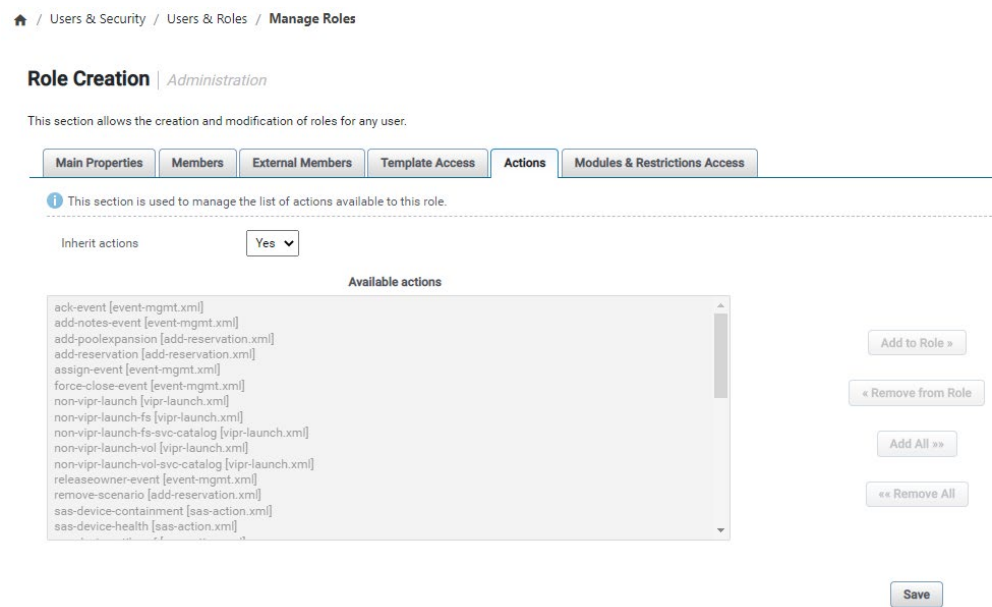 / Users & Security / Users & Roles / Manage Roles
Role Creation | Administration
This section allows the creation and modification of roles for any user.
Main Properties Members External Members Template Access Actions Modules & Restrictions Access
This section is used to manage the list of actions available to this role.
Inherit actions Yes
Available actions
ack-event [event-mgmt.xml]
add-notes-event [event-mgmt.xml]
add-poolexpansion [add-reservation.xml]
add-reservation [add-reservation.xml]
assign-event [event-mgmt.xml]
force-close-event [event-mgmt.xml]
non-vipr-launch [vipr-launch.xml]
non-vipr-launch-fs [vipr-launch.xml]
non-vipr-launch-fs-svc-catalog [vipr-launch.xml]
non-vipr-launch-vol [vipr-launch.xml]
non-vipr-launch-vol-svc-catalog [vipr-launch.xml]
releaseowner-event [event-mgmt.xml]
remove-scenario [add-reservation.xml]
sas-device-containment [sas-action.xml]
sas-device-health [sas-action.xml]
Add to Role »
« Remove from Role
Add All »»
«« Remove All
Save